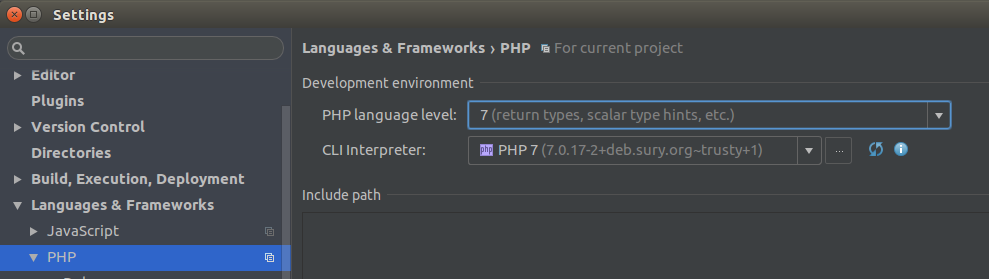 Settings
Languages & Frameworks › PHP For current project
Editor
Plugins
Version Control
Directories
Build, Execution, Deployment
Languages & Frameworks
JavaScript
PHP
Development environment
PHP language level: 7 (return types, scalar type hints, etc.)
CLI Interpreter: php PHP 7 (7.0.17-2+deb.sury.org~trusty+1) ...
Include path